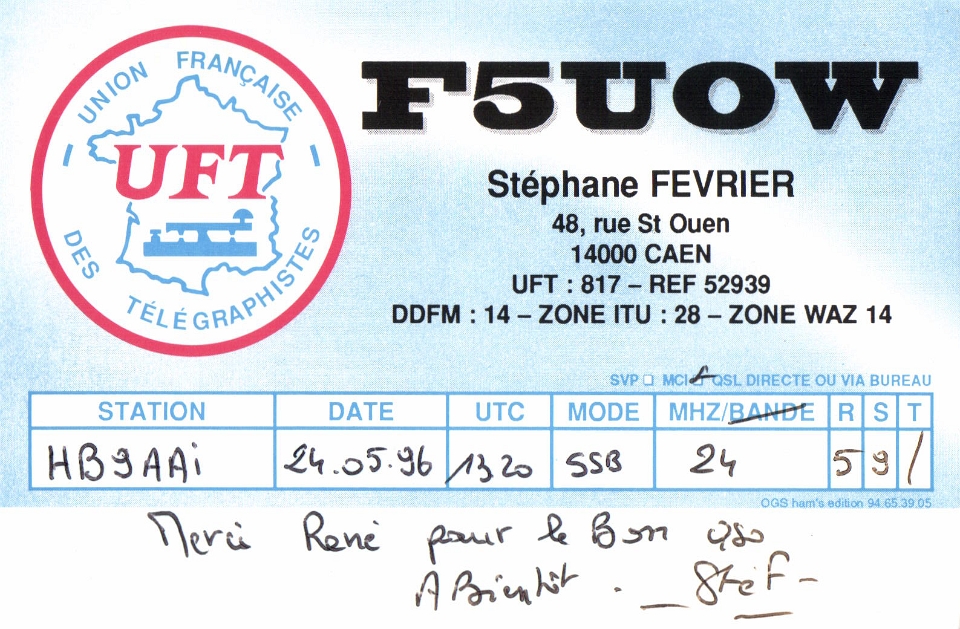 UNION FRANÇAISE
UFT
DES TÉLÉGRAPHISTES
F5UOW
Stéphane FEVRIER
48, rue St Ouen
14000 CAEN
UFT : 817 – REF 52939
DDFM : 14 – ZONE ITU : 28 – ZONE WAZ 14
SVP ☐ MCI ☐ QSL DIRECTE OU VIA BUREAU
STATION DATE UTC MODE MHZ/BANDE R S T
HB9AAi 24.05.96 1320 SSB 24 5 9 /
OGS ham's edition 94.65.39.05
Merci René pour le Bon QSO
A Bientôt . _ Stéf -